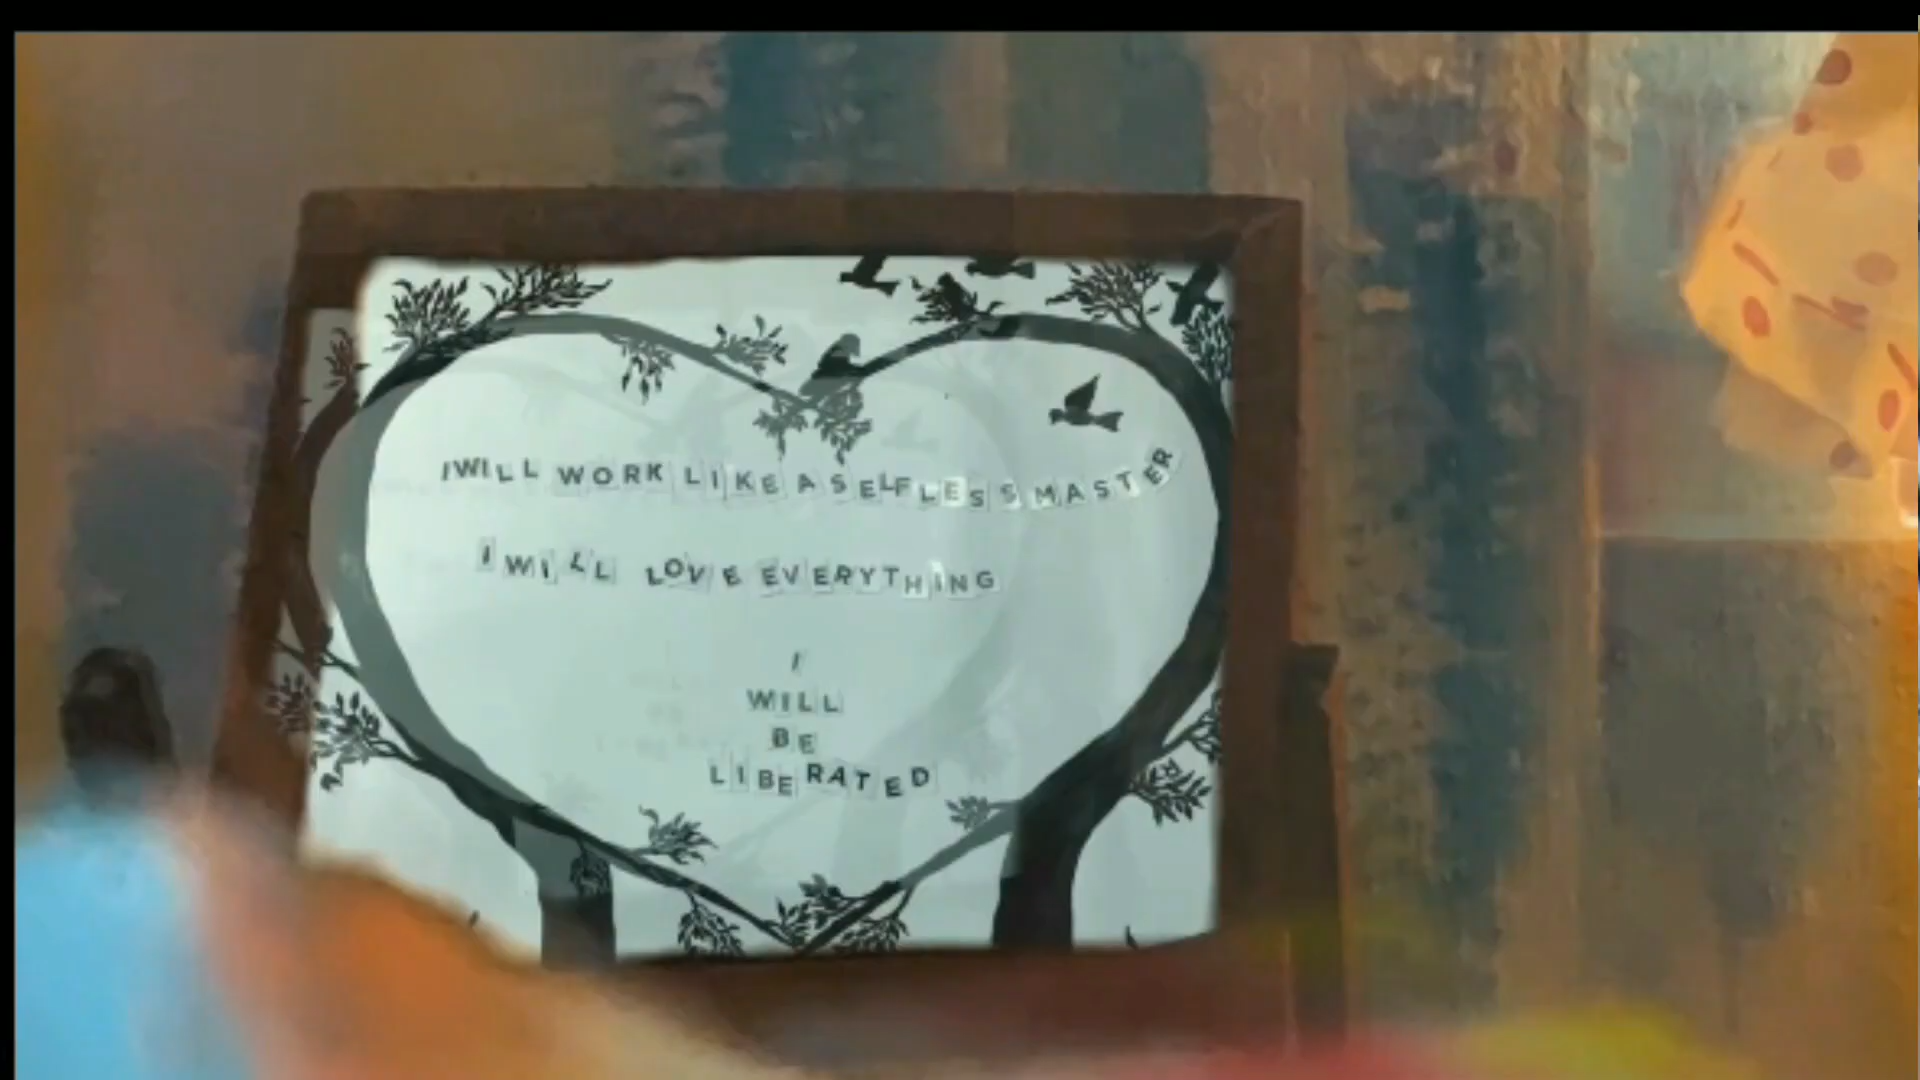 I WILL WORK LIKE A SELFLESS MASTER
I WILL LOVE EVERYTHING
I
WILL
BE
LIBERATED